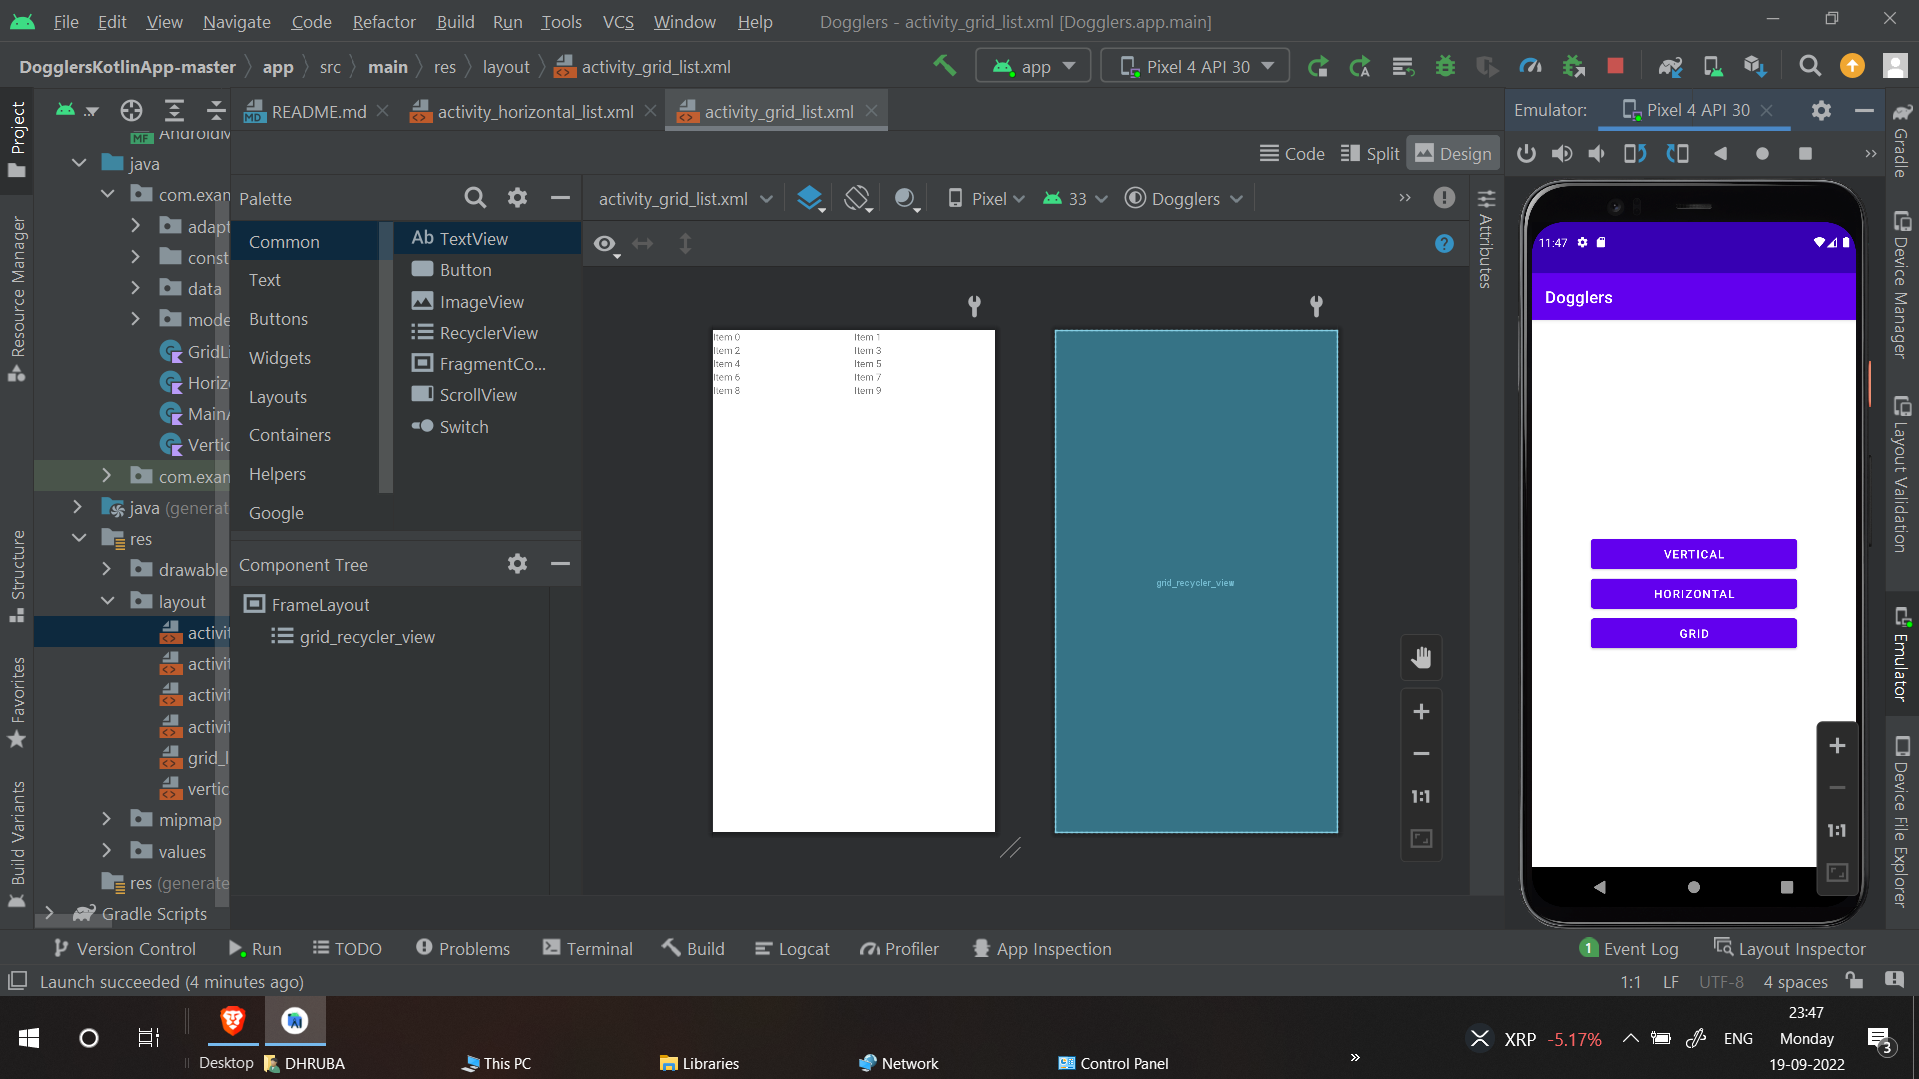 File Edit View Navigate Code Refactor Build Run Tools VCS Window Help Dogglers - activity_grid_list.xml [Dogglers.app.main]
DogglersKotlinApp-master app src main res layout activity_grid_list.xml app Pixel 4 API 30
README.md activity_horizontal_list.xml activity_grid_list.xml Emulator: Pixel 4 API 30
Code Split Design
Project
Resource Manager
Structure
Favorites
Build Variants
java
com.exan
adapt
const
data
mode
GridLi
Horiz
MainA
Vertic
com.exan
java (generat
res
drawable
layout
activit
activit
activit
activit
grid_l
vertic
mipmap
values
res (generate
Gradle Scripts
Palette
Common
Text
Buttons
Widgets
Layouts
Containers
Helpers
Google
Ab TextView
Button
ImageView
RecyclerView
FragmentCo...
ScrollView
Switch
Component Tree
FrameLayout
grid_recycler_view
activity_grid_list.xml Pixel 33 Dogglers
Item 0 Item 1
Item 2 Item 3
Item 4 Item 5
Item 6 Item 7
Item 8 Item 9
grid_recycler_view
1:1
Attributes
11:47
Dogglers
VERTICAL
HORIZONTAL
GRID
1:1
Gradle
Device Manager
Layout Validation
Emulator
Device File Explorer
Version Control Run TODO Problems Terminal Build Logcat Profiler App Inspection 1 Event Log Layout Inspector
Launch succeeded (4 minutes ago) 1:1 LF UTF-8 4 spaces
Desktop DHRUBA This PC Libraries Network Control Panel
XRP -5.17% ENG
23:47
Monday
19-09-2022
3